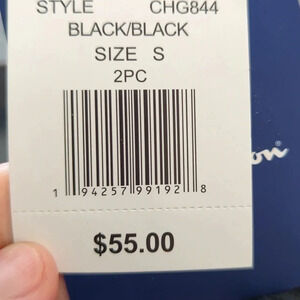 STYLE CHG844
BLACK/BLACK
SIZE S
2PC
1 94257 99192 8
$55.00